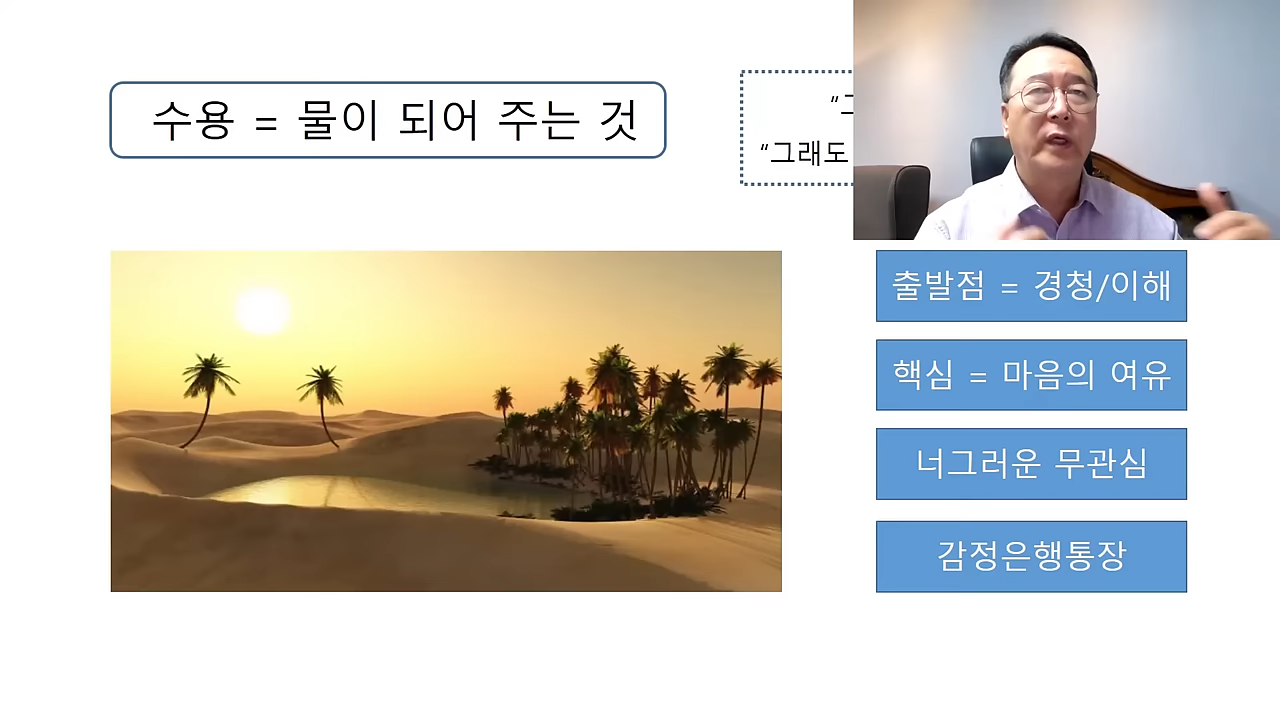 수용 = 물이 되어 주는 것
“그래도
출발점 = 경청/이해
핵심 = 마음의 여유
너그러운 무관심
감정은행통장